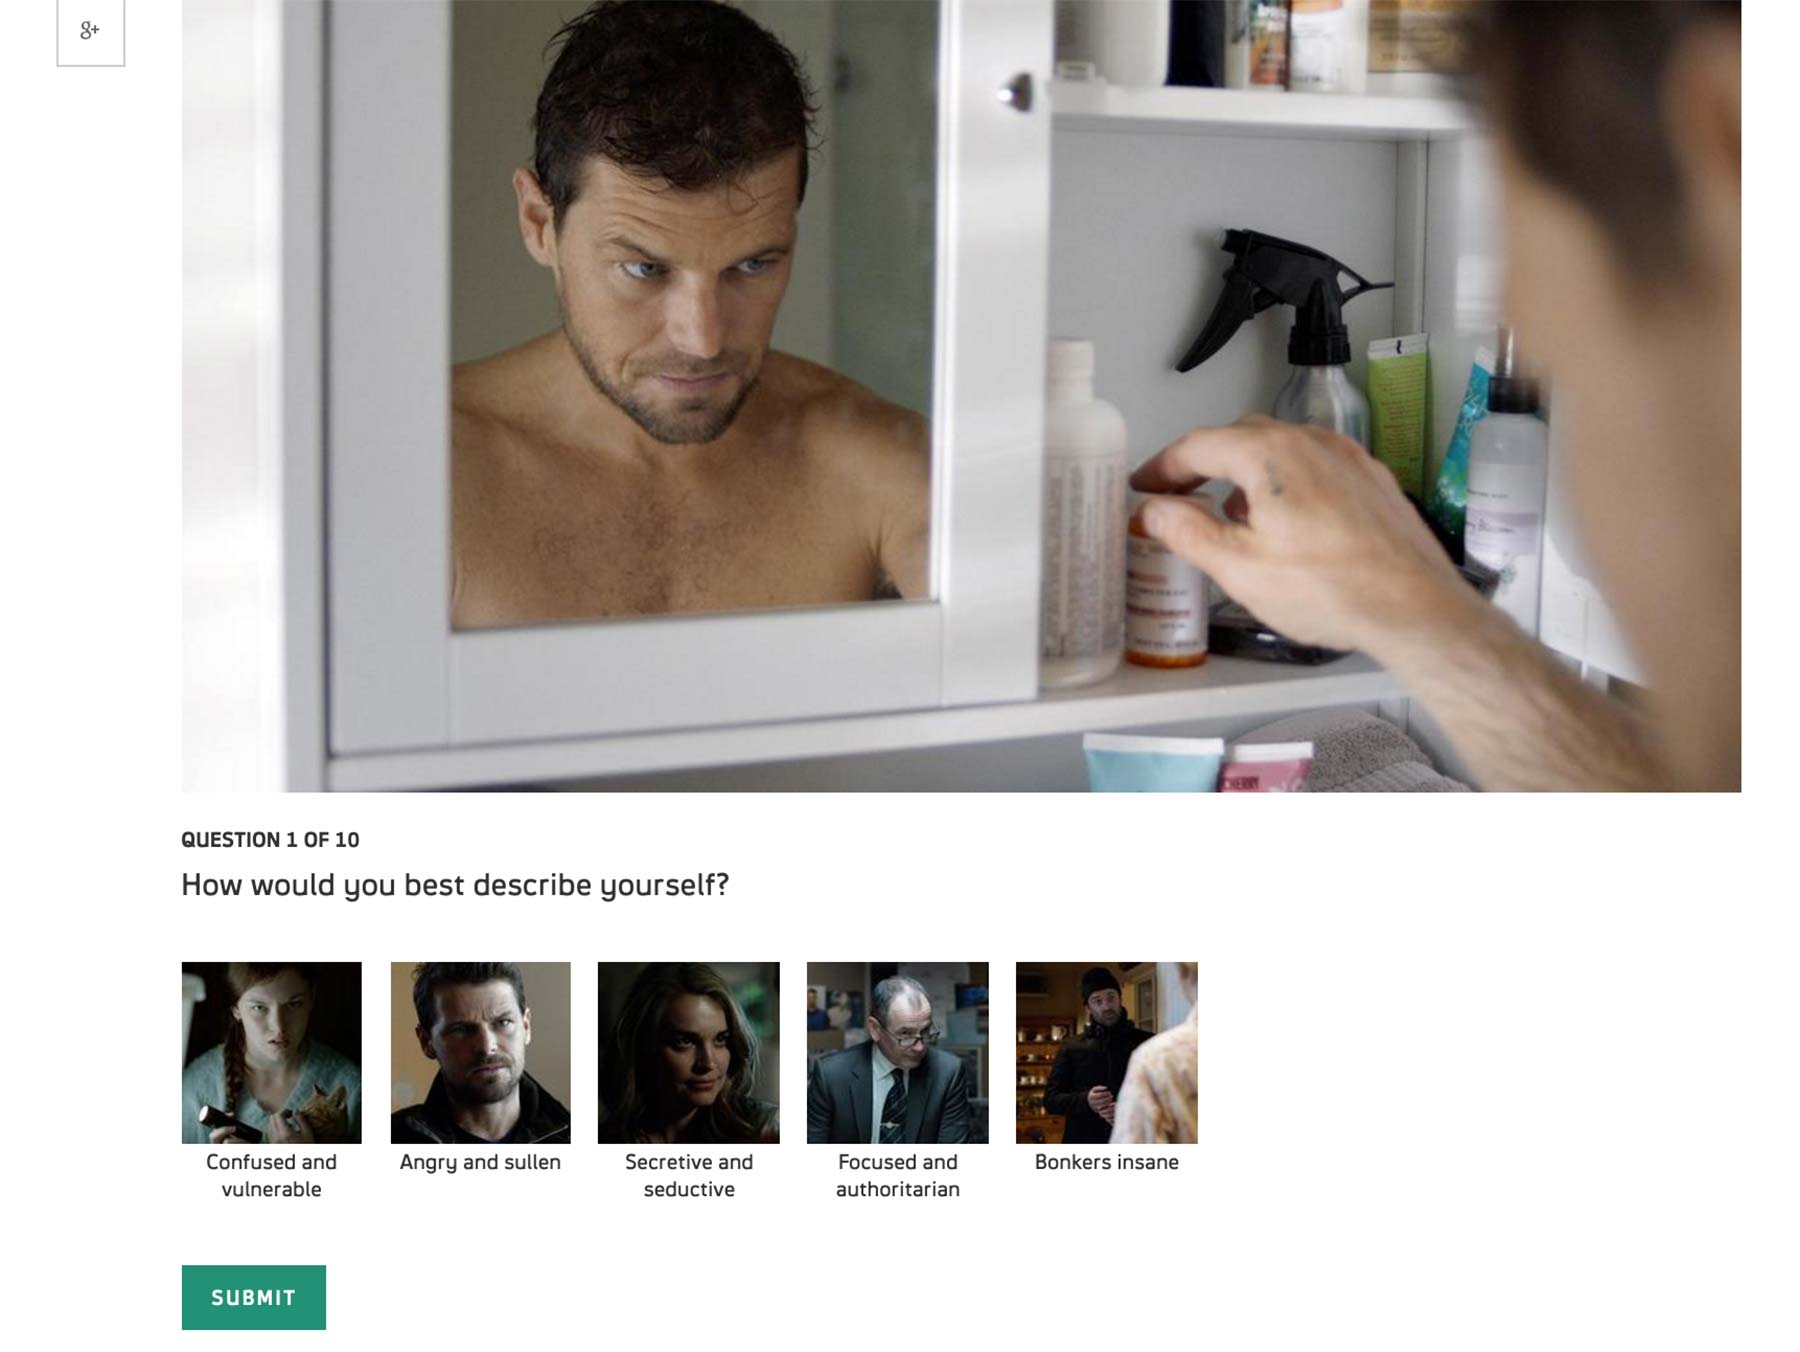 g+
CHERRY
QUESTION 1 OF 10
How would you best describe yourself?
Confused and
vulnerable
Angry and sullen
Secretive and
seductive
Focused and
authoritarian
Bonkers insane
SUBMIT